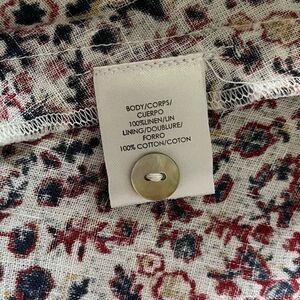 BODY/CORPS/
CUERPO
100%LINEN/LIN
LINING/DOUBLURE/
FORRO
100% COTTON/COTON